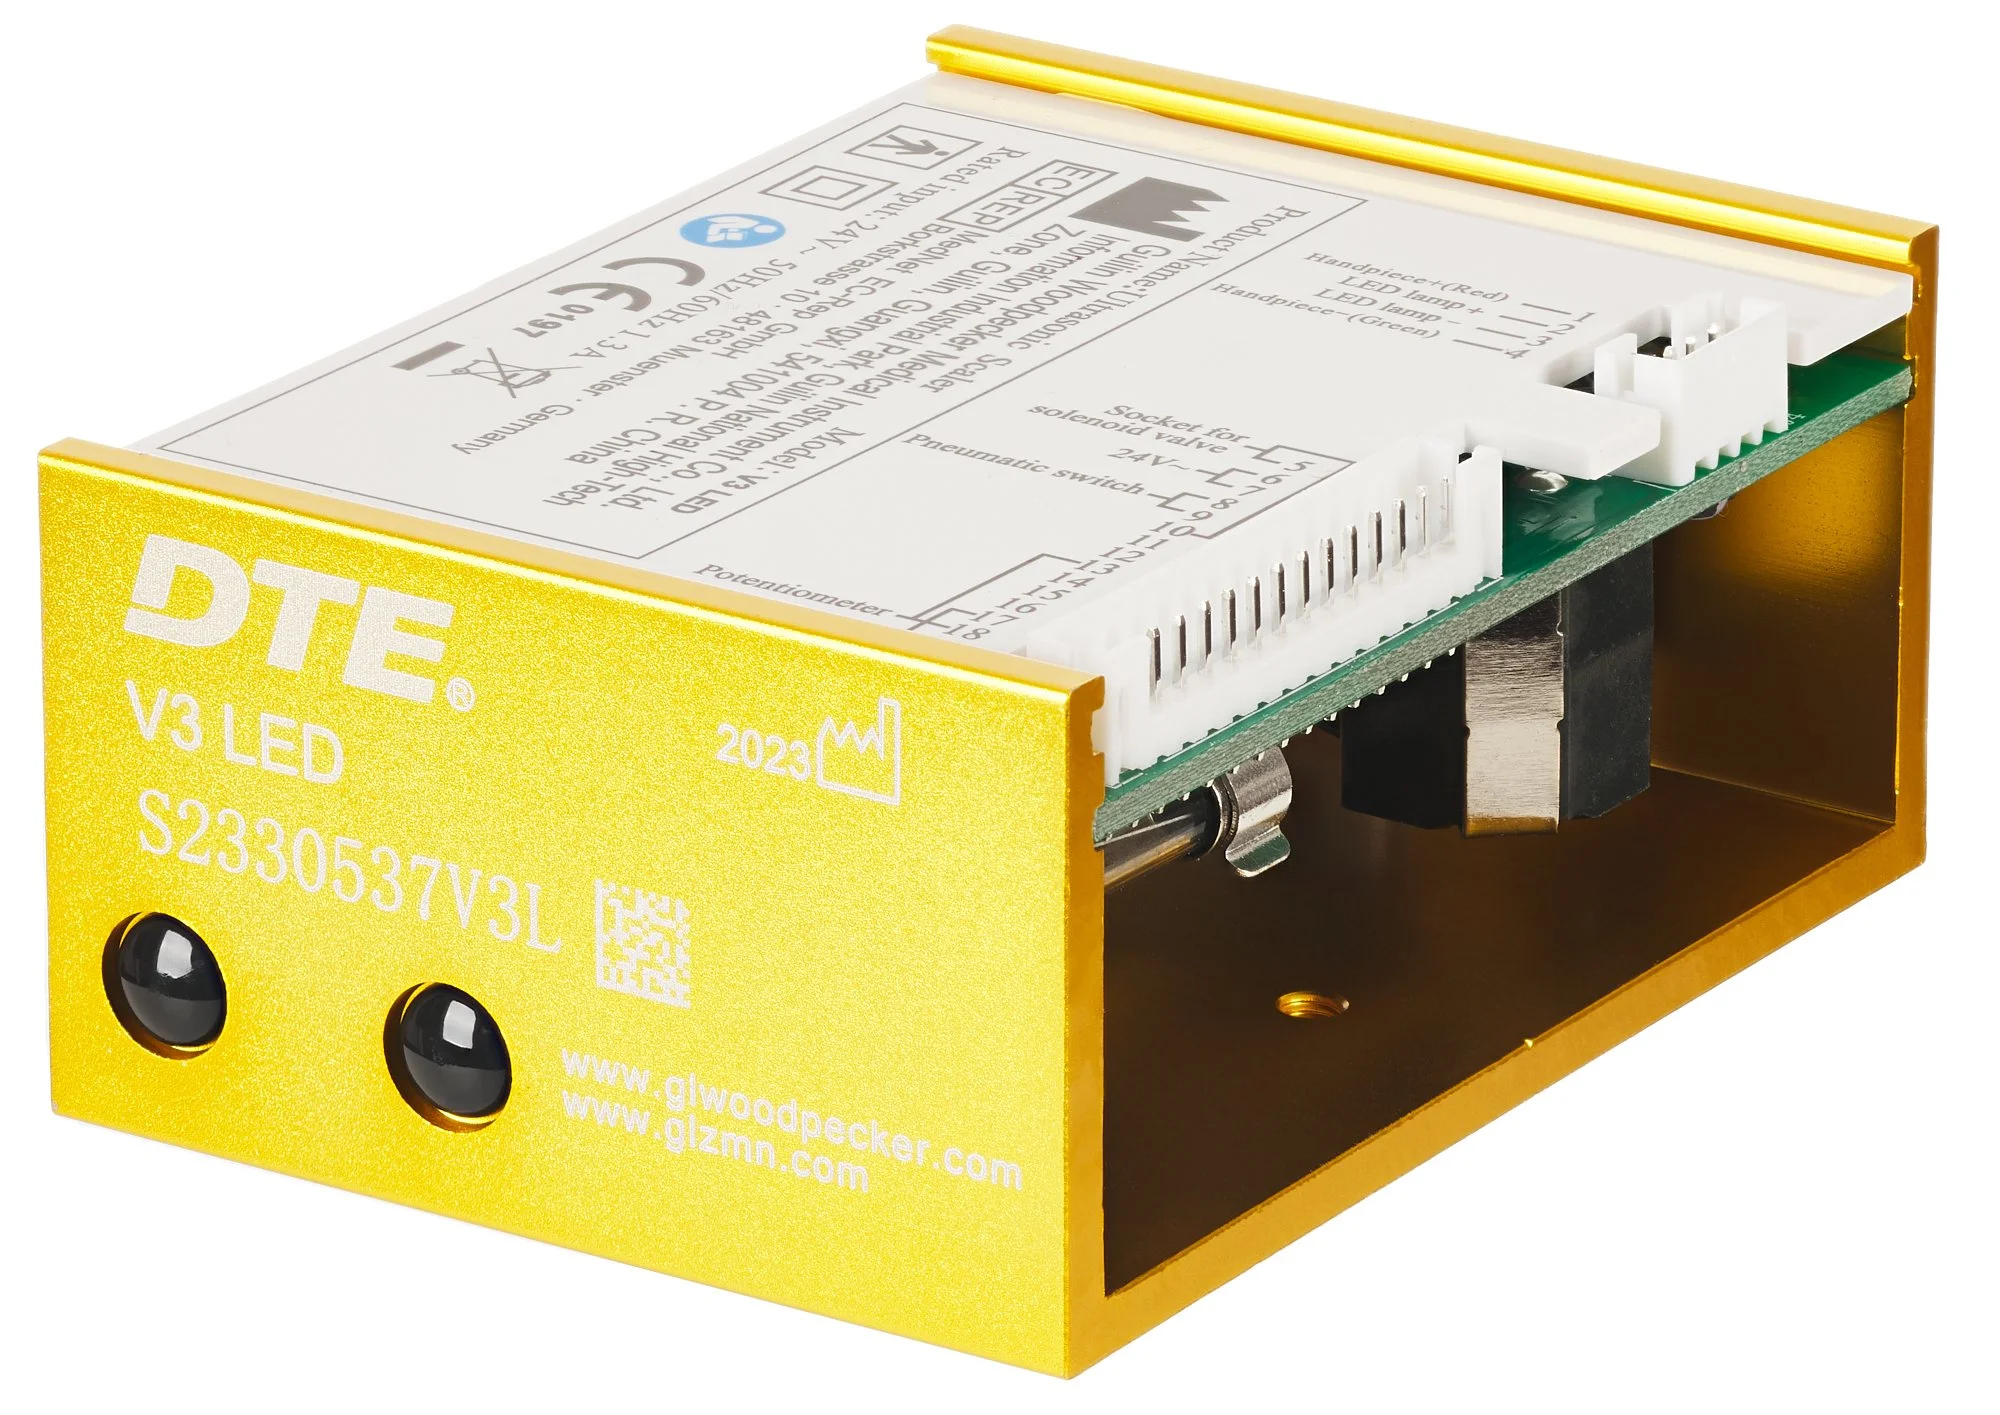 DTE®
V3 LED
2023
S2330537V3L
www.glwoodpecker.com
www.glzmn.com
Product Name:Ultrasonic Scaler Model: V3 LED
Guilin Woodpecker Medical Instrument Co., Ltd.
Information Industrial Park, Guilin National High-Tech
Zone, Guilin, Guangxi, 541004 P. R. China
EC REP
MedNet EC-Rep GmbH
Borkstrasse 10 · 48163 Muenster · Germany
Rated input: 24V~ 50Hz/60Hz 1.3A
CE 0197
Handpiece+(Red) 1
LED lamp+ 2
LED lamp- 3
Handpiece-(Green) 4
Socket for
solenoid valve
5
6
24V~
7
8
Pneumatic switch
9
10
11
12
13
14
15
16
17
Potentiometer
18